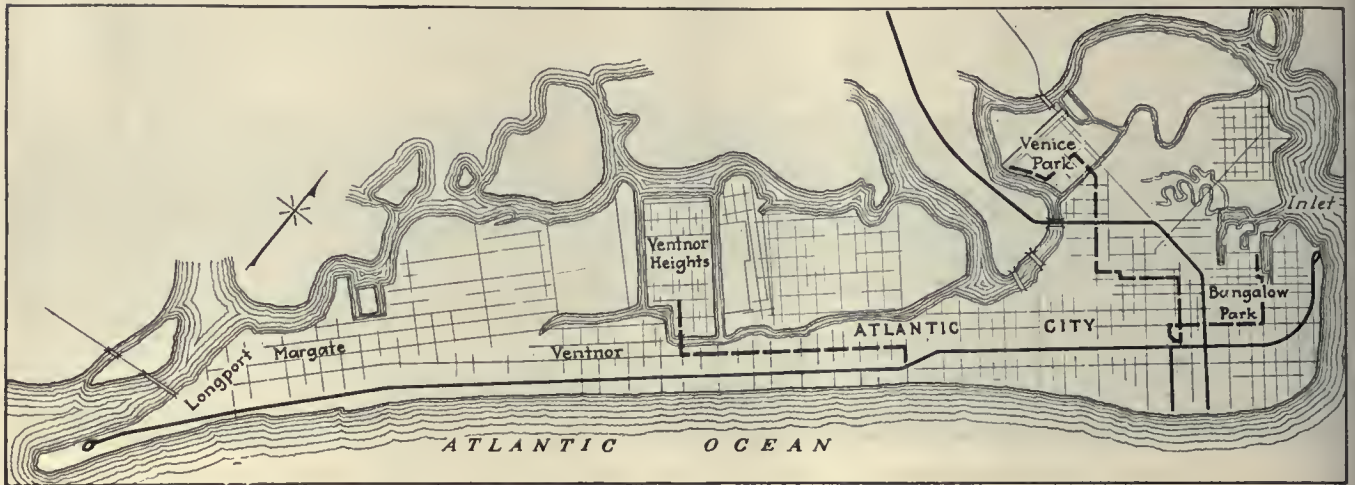 Venice
Park
Inlet
Ventnor
Heights
Bungalow
Park
ATLANTIC CITY
Ventnor
Margate
Longport
ATLANTIC OCEAN